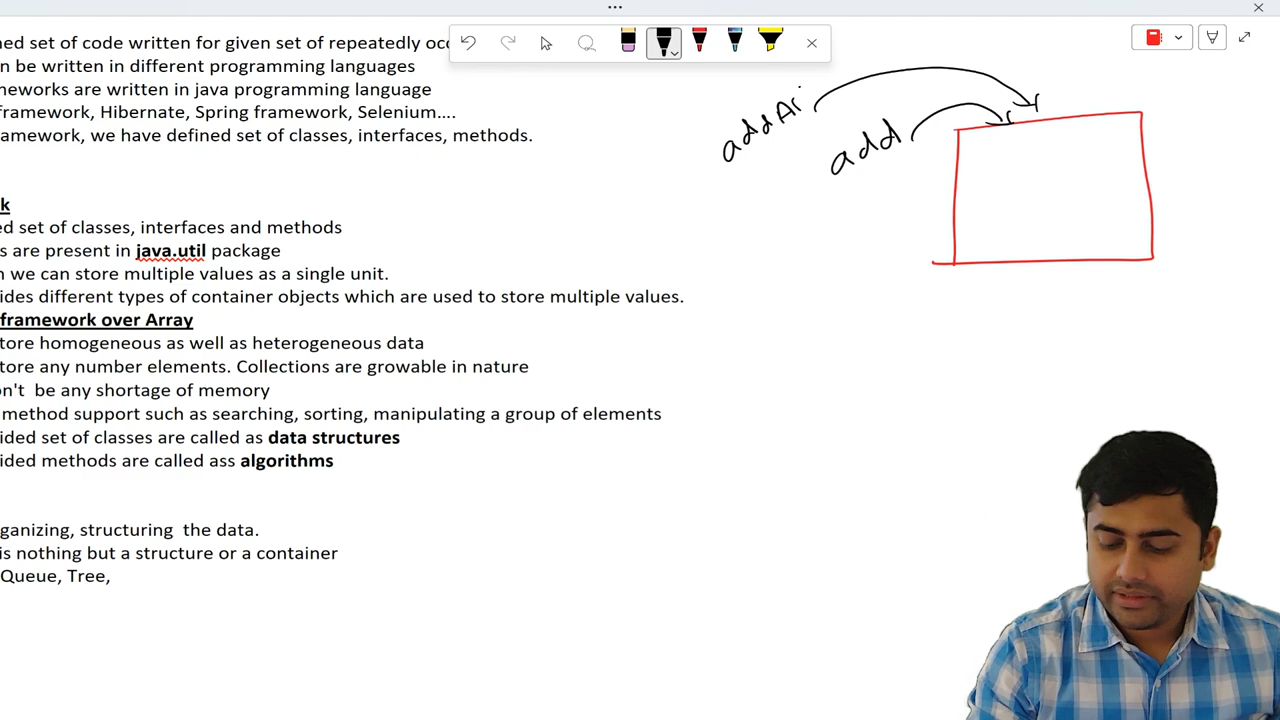 ned set of code written for given set of repeatedly occ
n be written in different programming languages
meworks are written in java programming language
framework, Hibernate, Spring framework, Selenium....
amework, we have defined set of classes, interfaces, methods.
addAi
add
k
ed set of classes, interfaces and methods
s are present in java.util package
n we can store multiple values as a single unit.
ides different types of container objects which are used to store multiple values.
framework over Array
tore homogeneous as well as heterogeneous data
tore any number elements. Collections are growable in nature
on't be any shortage of memory
method support such as searching, sorting, manipulating a group of elements
ided set of classes are called as data structures
ided methods are called ass algorithms
ganizing, structuring the data.
is nothing but a structure or a container
Queue, Tree,